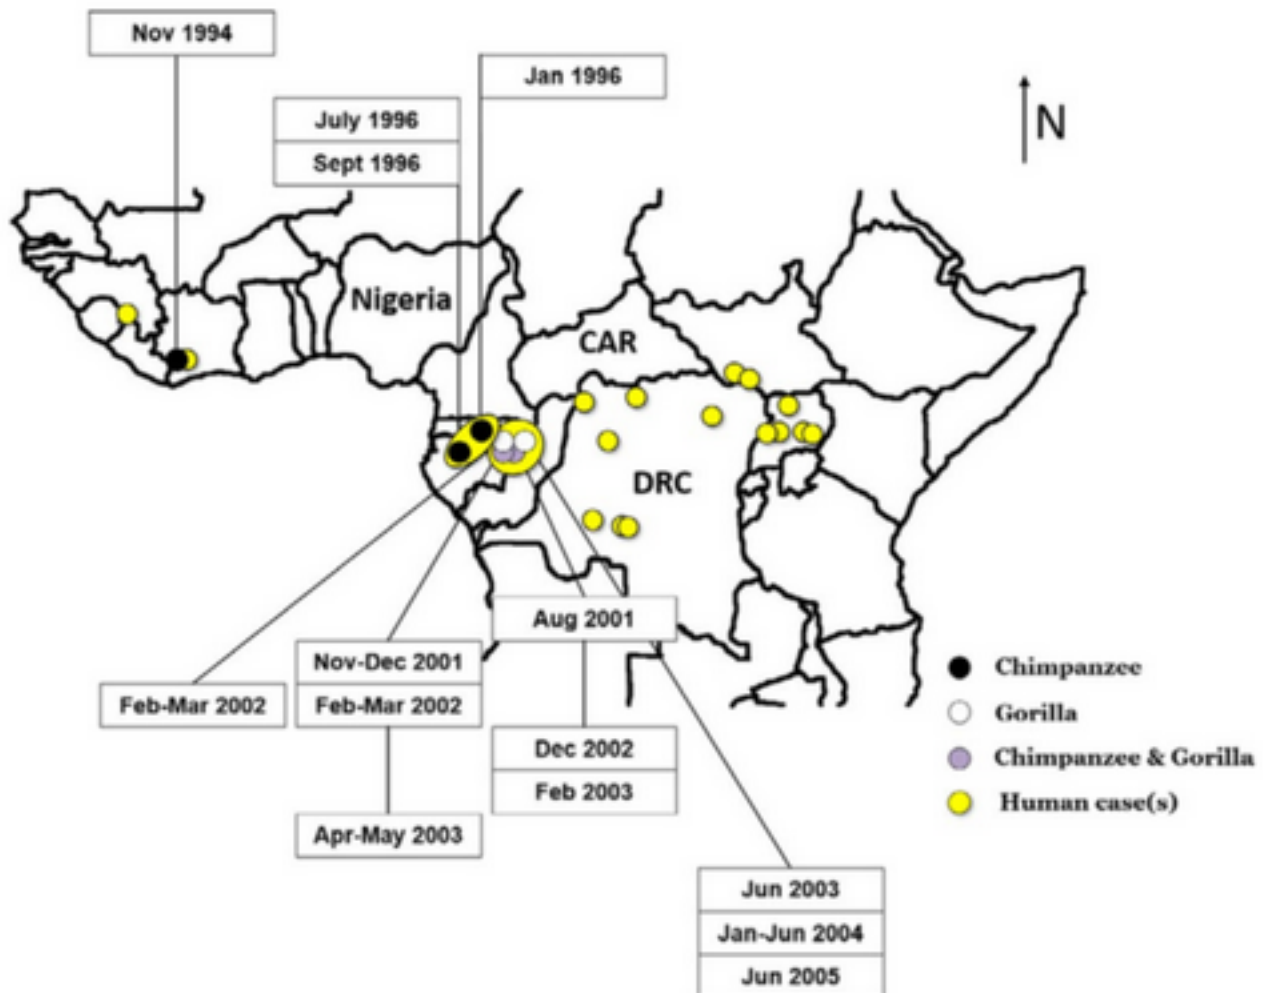 Nov 1994
Jan 1996
July 1996
Sept 1996
N
Nigeria
CAR
DRC
Aug 2001
Nov-Dec 2001
Feb-Mar 2002
Feb-Mar 2002
Dec 2002
Feb 2003
Apr-May 2003
Jun 2003
Jan-Jun 2004
Jun 2005
Chimpanzee
Gorilla
Chimpanzee & Gorilla
Human case(s)